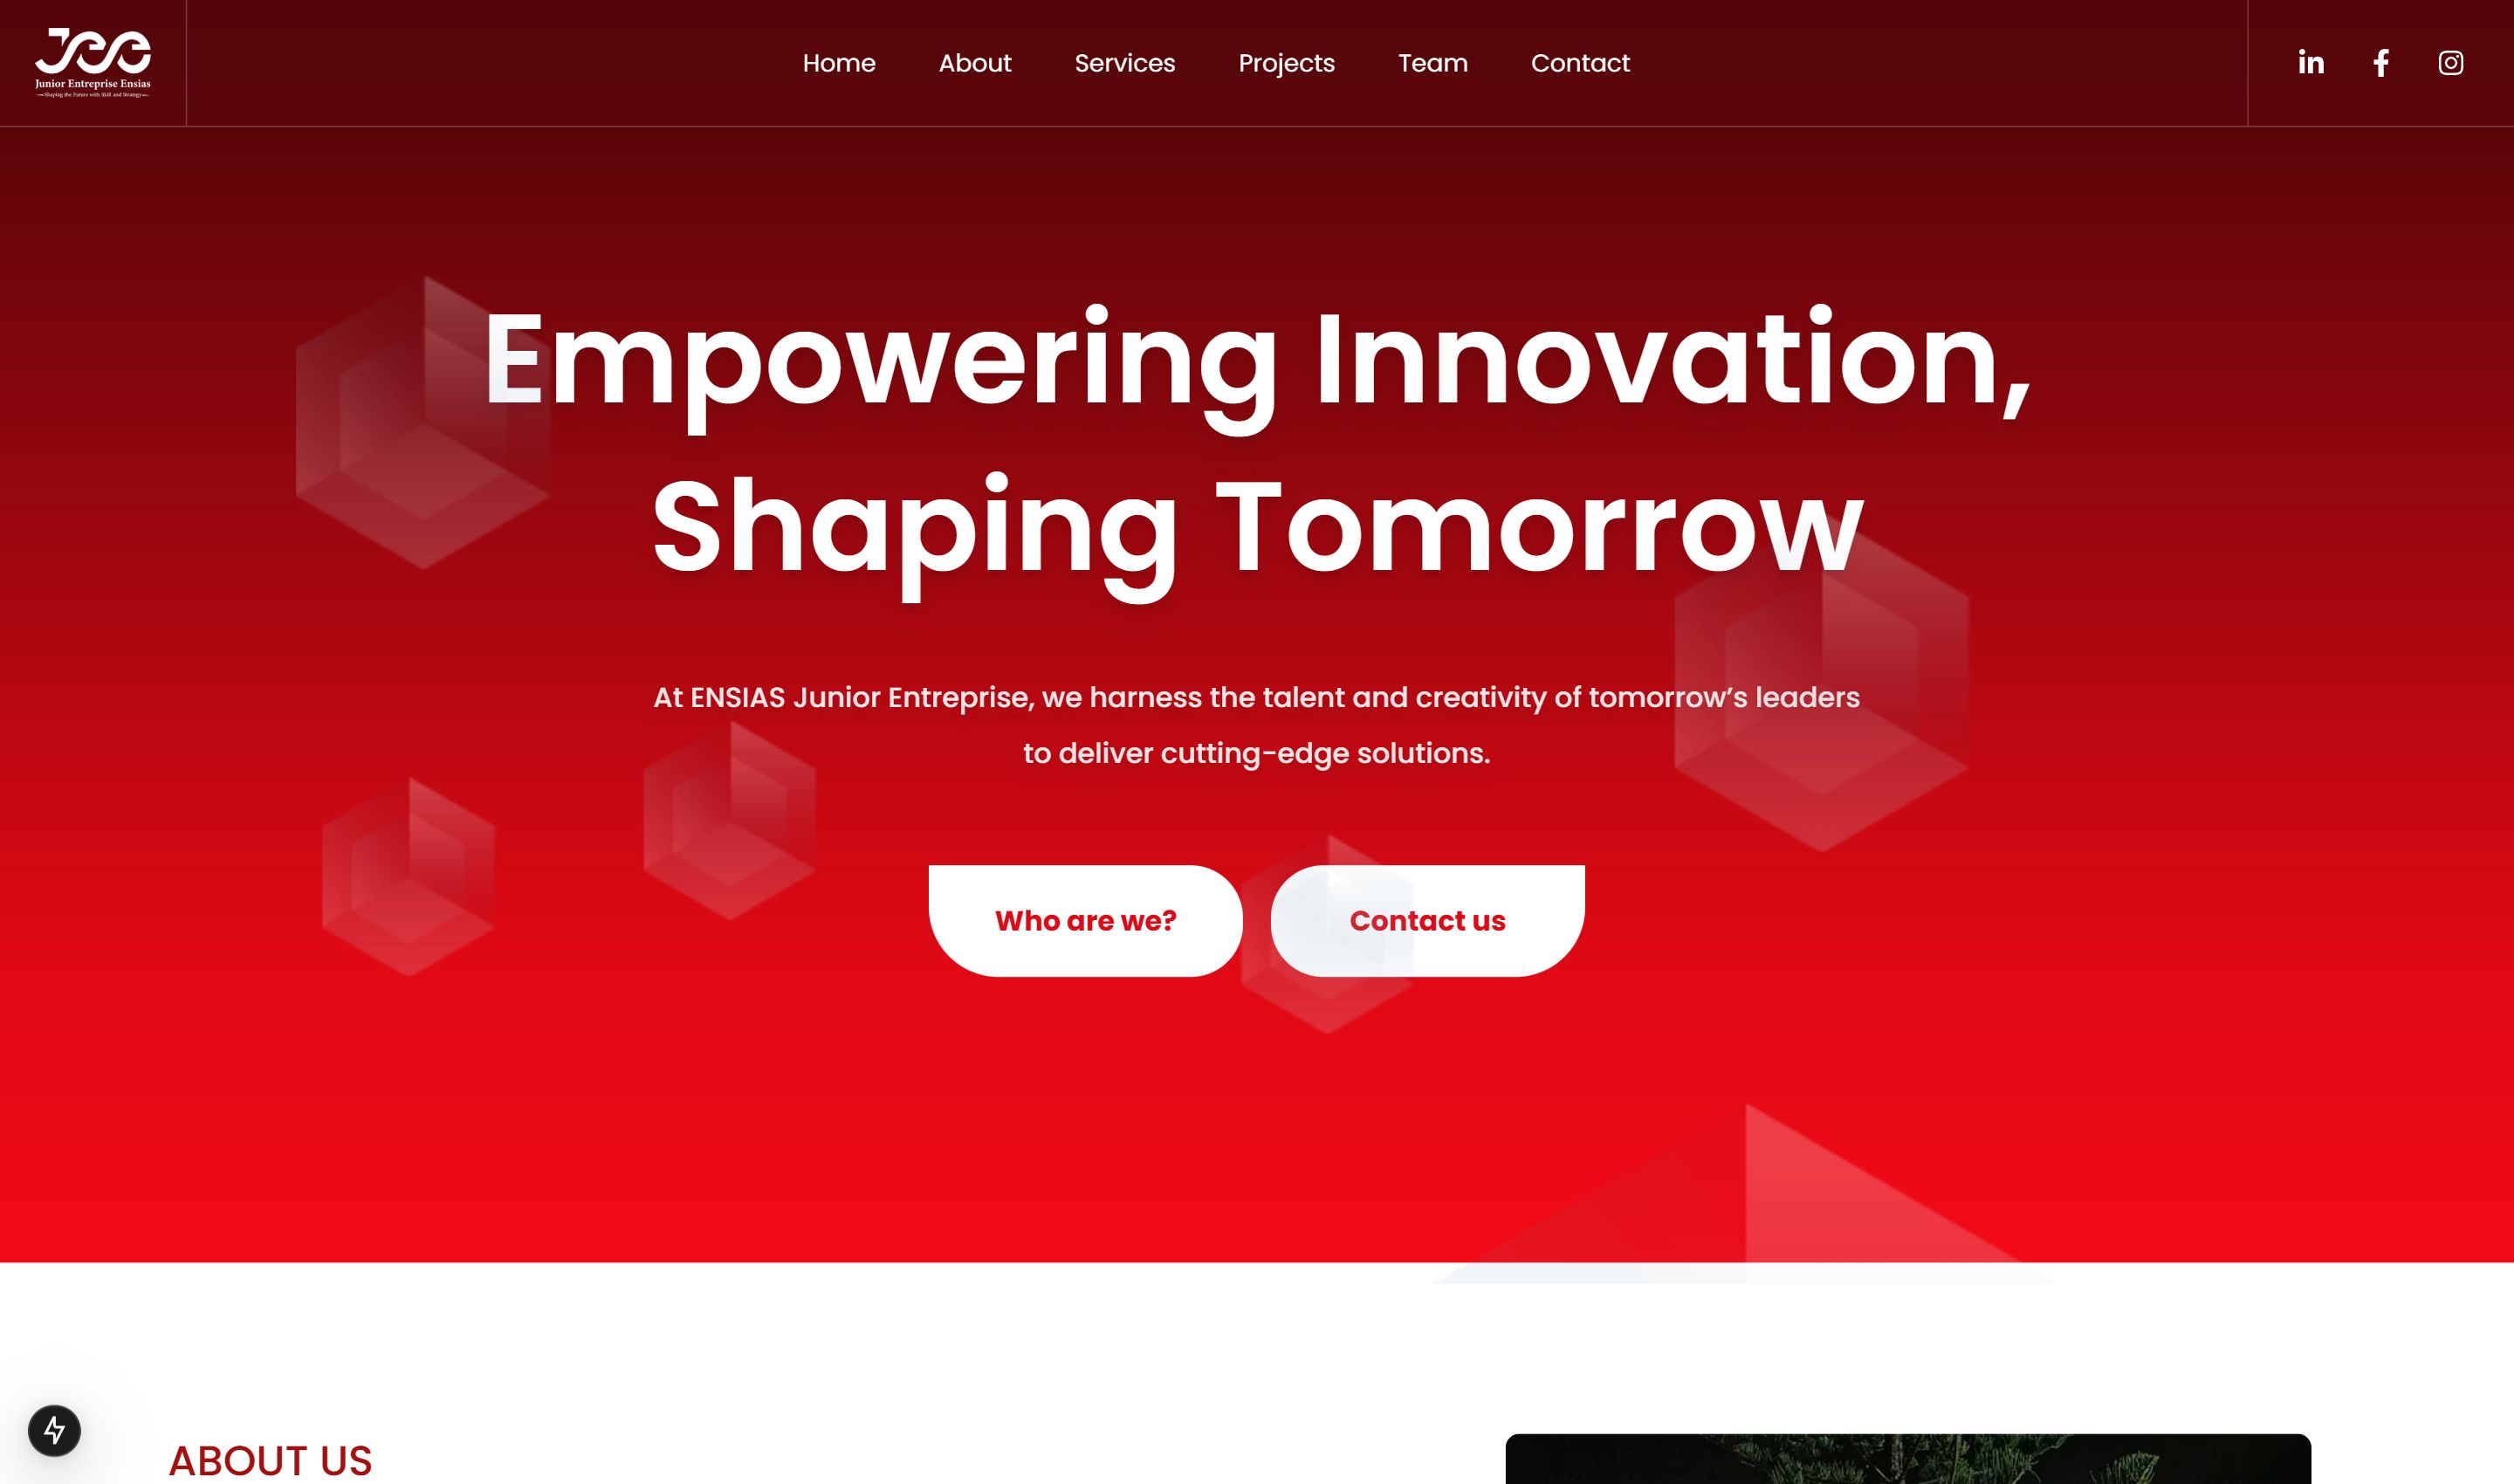 Jee
Junior Entreprise Ensias
Shaping the Future with Skill and Strategy
Home About Services Projects Team Contact
Empowering Innovation,
Shaping Tomorrow
At ENSIAS Junior Entreprise, we harness the talent and creativity of tomorrow’s leaders
to deliver cutting-edge solutions.
Who are we? Contact us
ABOUT US